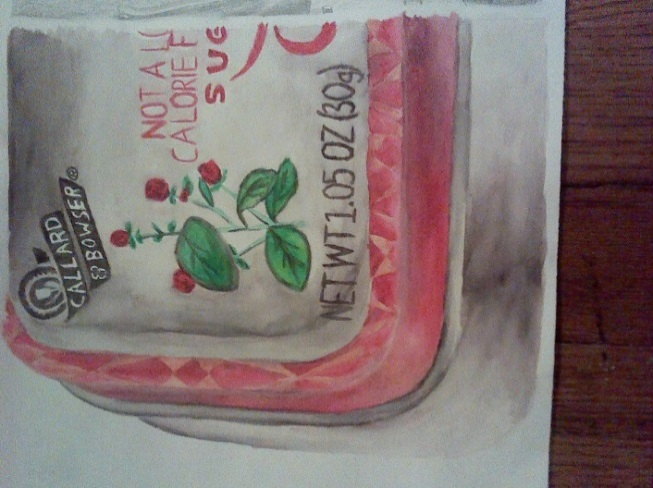 CALLARD
& BOWSER®
NOT A L
CALORIE F
SUG
NET WT 1.05 OZ (30g)